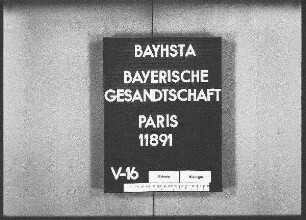 BAYHSTA
BAYERISCHE
GESANDTSCHAFT
PARIS
11891
V-16